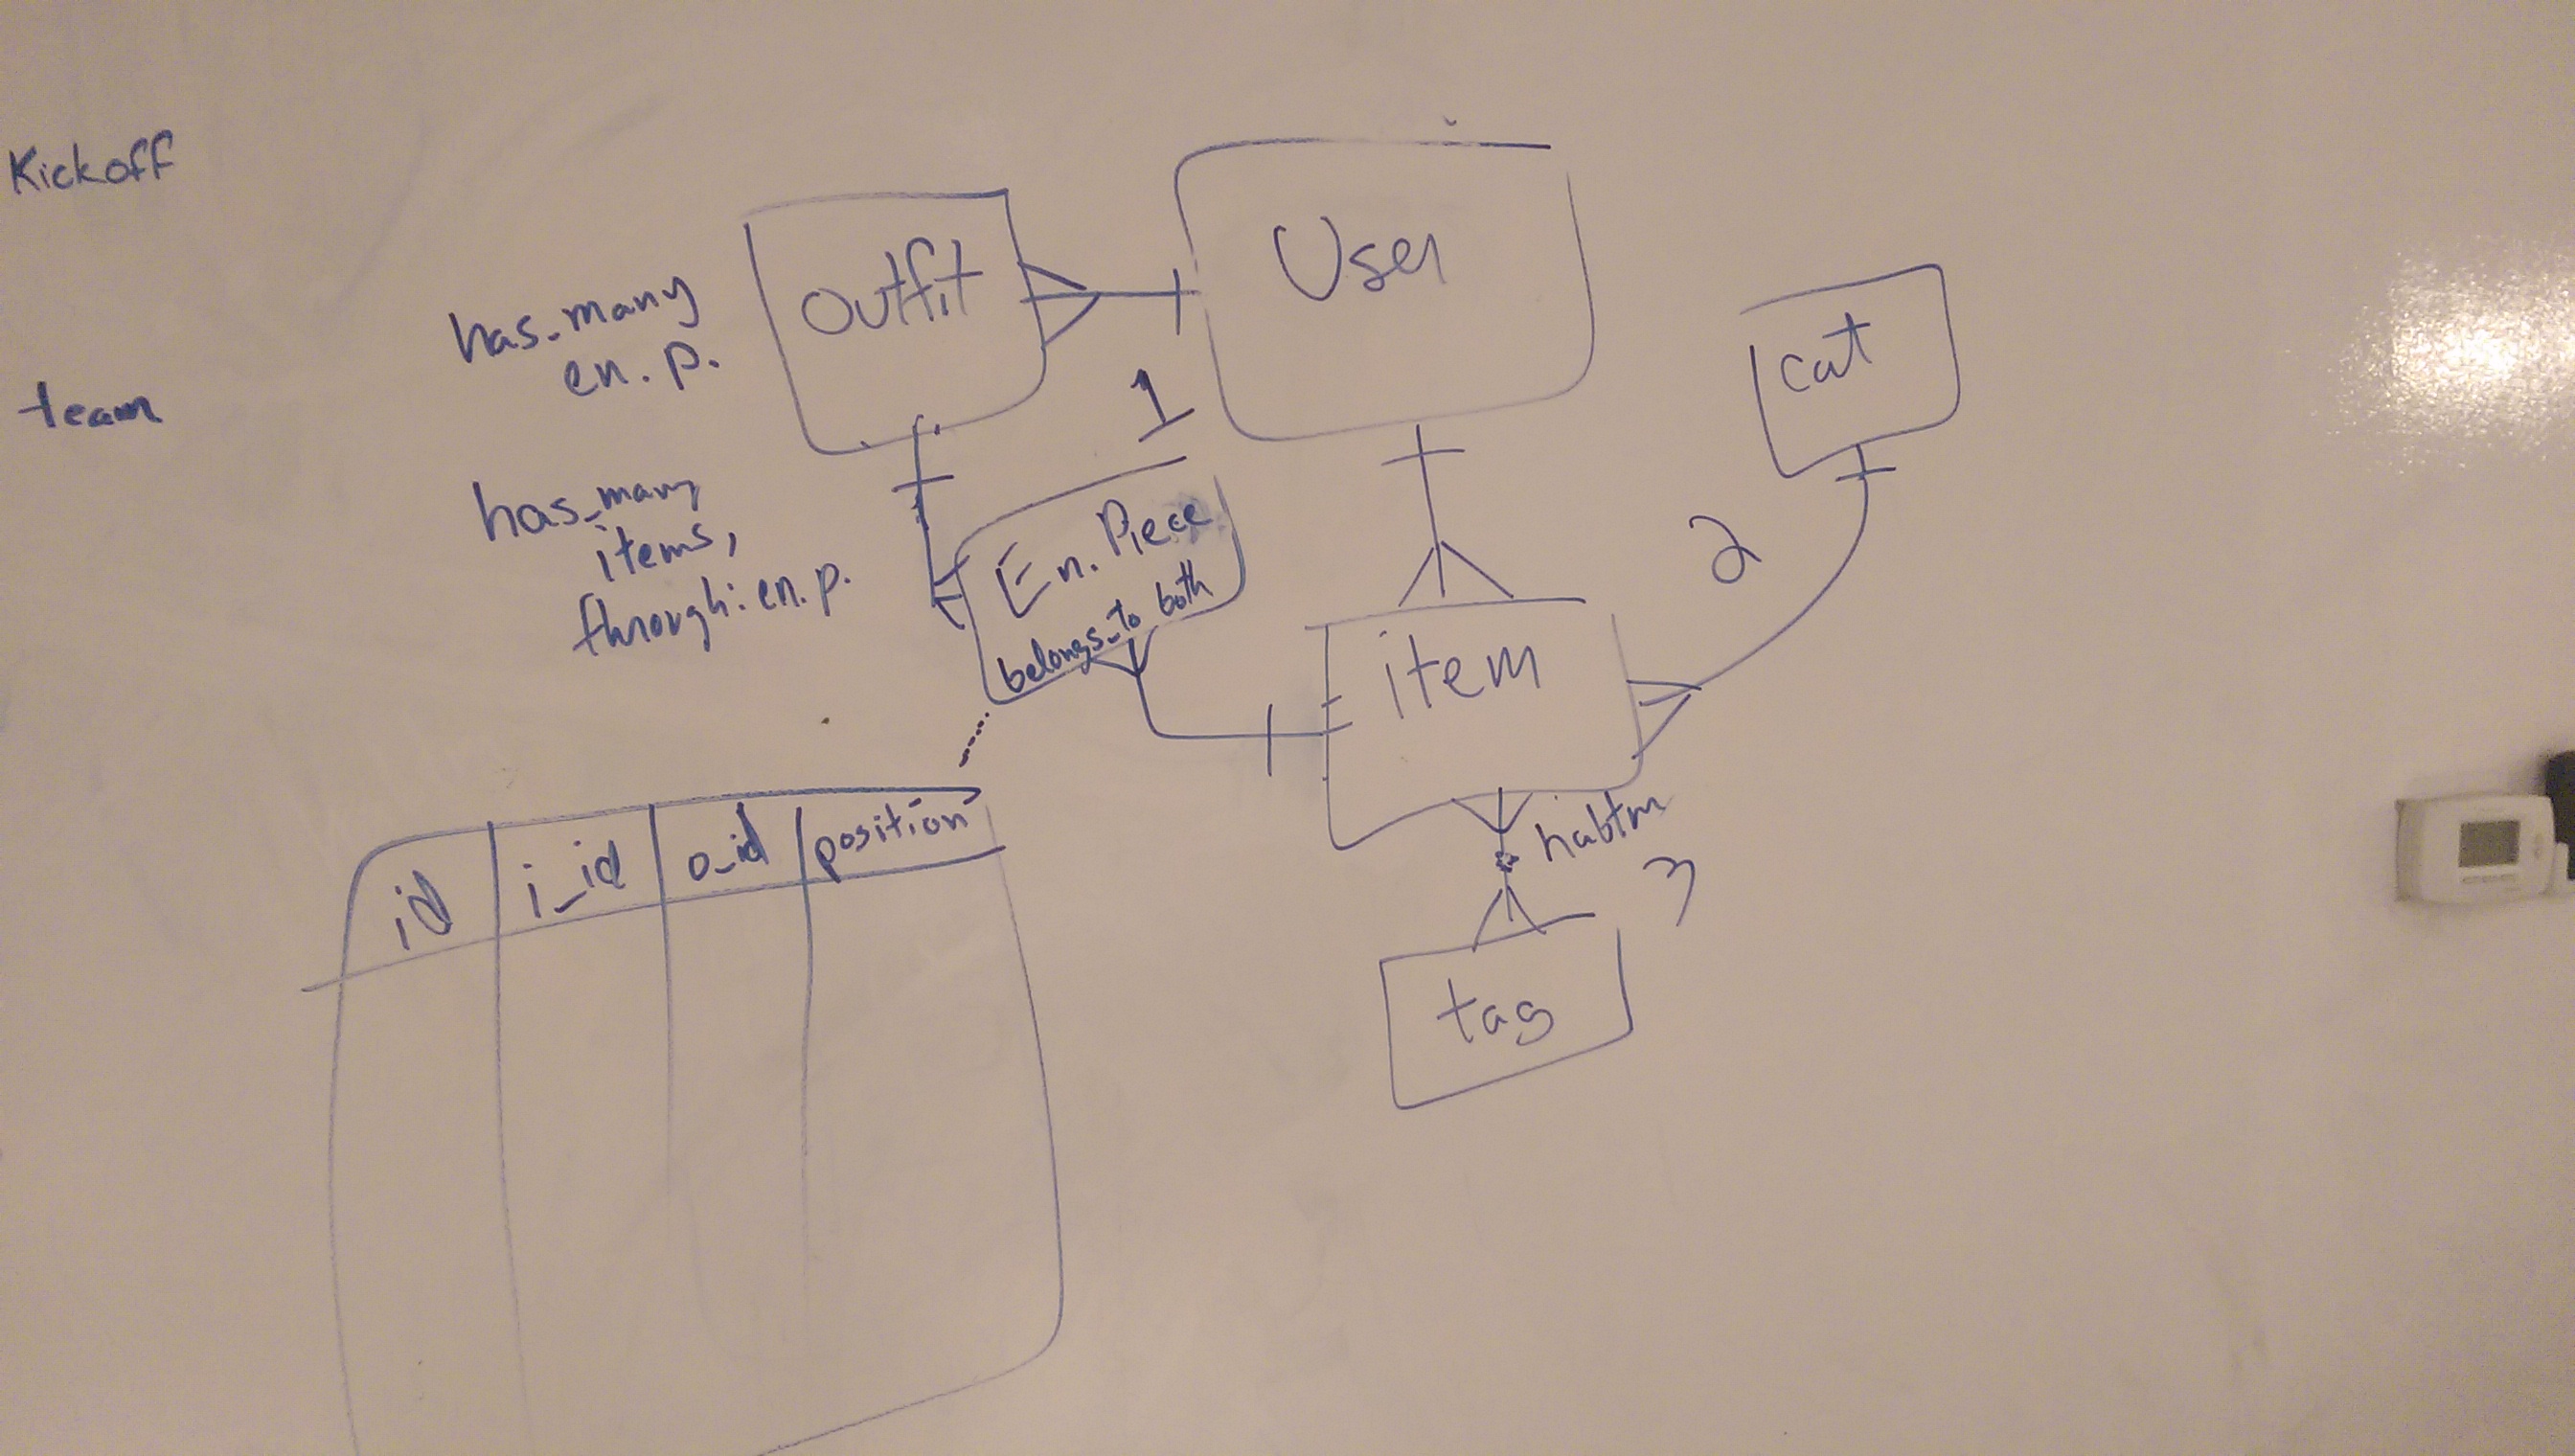 Kickoff
team
outfit
User
cat
has_many
en. p.
1
has_many
items,
through: en. p.
En. Piece
belongs_to both
2
item
habtm
3
tag
id
i_id
o_id
position